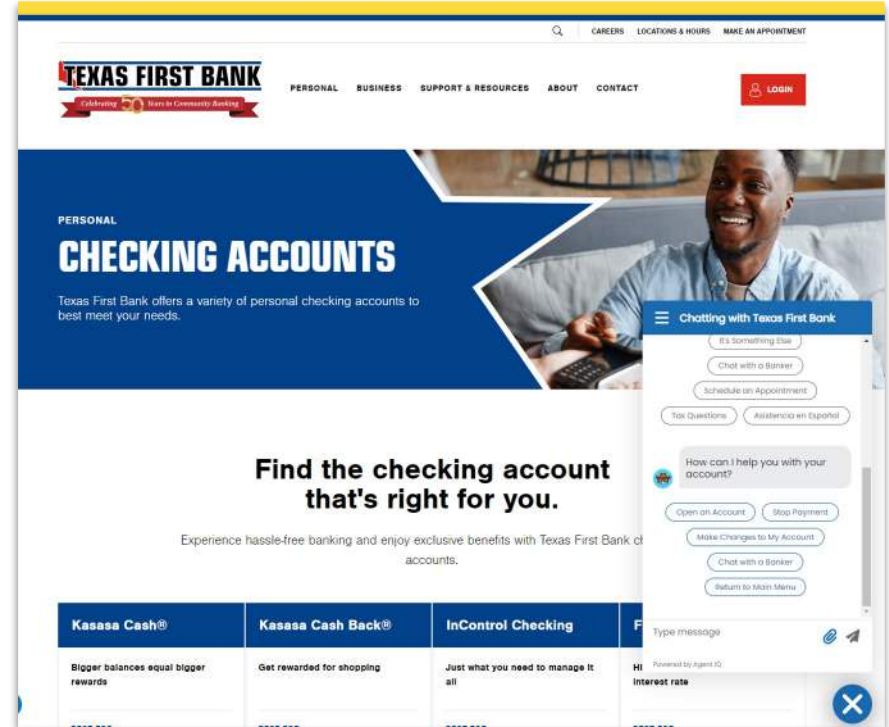 CAREERS LOCATIONS & HOURS MAKE AN APPOINTMENT
TEXAS FIRST BANK
Celebrating 50 Years in Community Banking
PERSONAL BUSINESS SUPPORT & RESOURCES ABOUT CONTACT
LOGIN
PERSONAL
CHECKING ACCOUNTS
Texas First Bank offers a variety of personal checking accounts to
best meet your needs.
Find the checking account
that's right for you.
Experience hassle-free banking and enjoy exclusive benefits with Texas First Bank
accounts.
Kasasa Cash®
Kasasa Cash Back®
InControl Checking
Bigger balances equal bigger
rewards
Get rewarded for shopping
Just what you need to manage it
all
interest rate
Chatting with Texas First Bank
It's Something Else
Chat with a Banker
Schedule an Appointment
Tax Questions Asistencia en Español
How can I help you with your
account?
Open an Account Stop Payment
Make Changes to My Account
Chat with a Banker
Return to Main Menu
Type message
Powered by Agent IQ